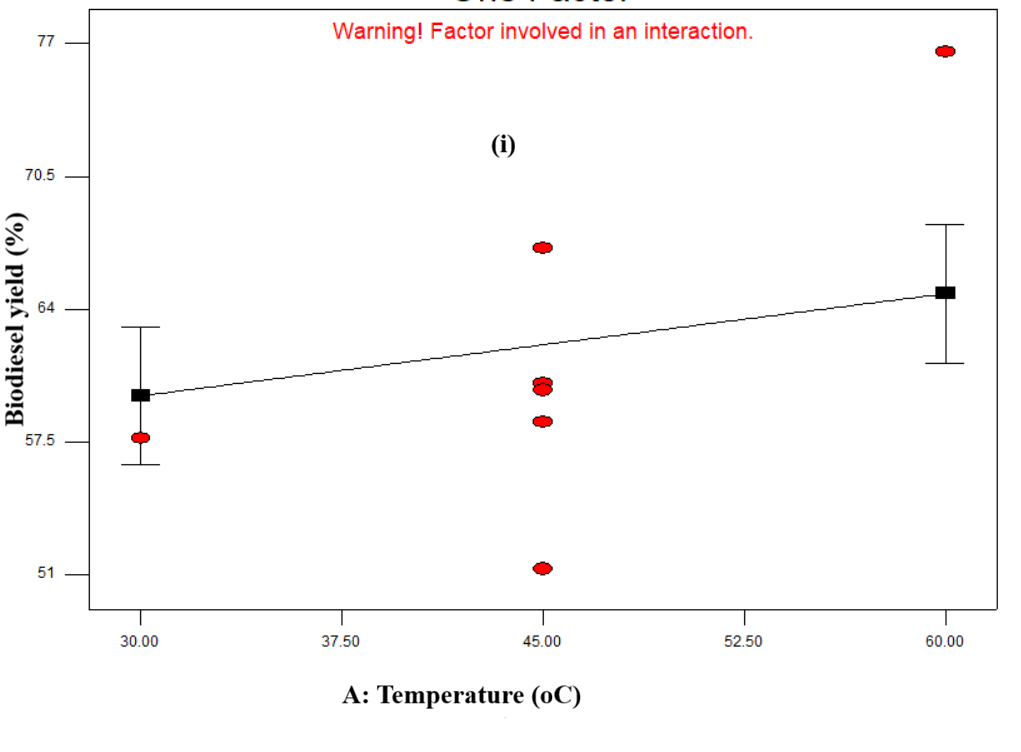 Warning! Factor involved in an interaction.
77
(i)
70.5
Biodiesel yield (%)
64
57.5
51
30.00 37.50 45.00 52.50 60.00
A: Temperature (oC)